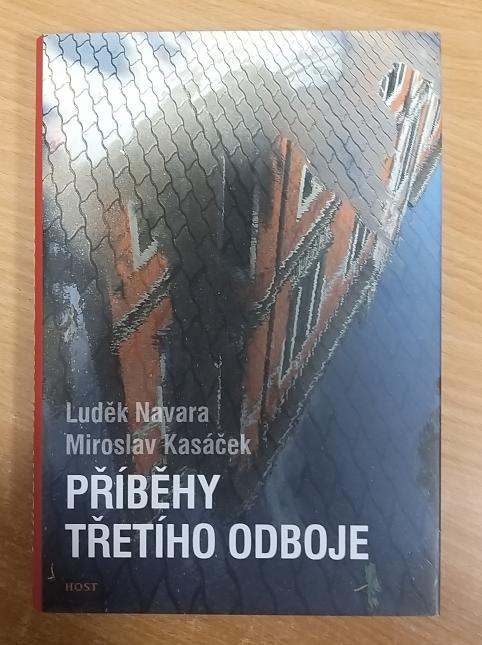 Luděk Navara
Miroslav Kasáček
PŘÍBĚHY
TŘETÍHO ODBOJE
HOST